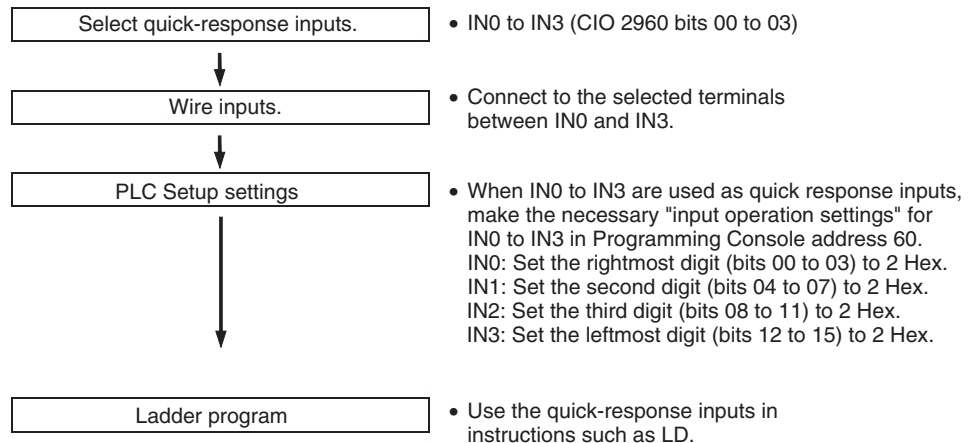 Select quick-response inputs.
• IN0 to IN3 (CIO 2960 bits 00 to 03)
Wire inputs.
• Connect to the selected terminals
between IN0 and IN3.
PLC Setup settings
• When IN0 to IN3 are used as quick response inputs,
make the necessary "input operation settings" for
IN0 to IN3 in Programming Console address 60.
IN0: Set the rightmost digit (bits 00 to 03) to 2 Hex.
IN1: Set the second digit (bits 04 to 07) to 2 Hex.
IN2: Set the third digit (bits 08 to 11) to 2 Hex.
IN3: Set the leftmost digit (bits 12 to 15) to 2 Hex.
Ladder program
• Use the quick-response inputs in
instructions such as LD.